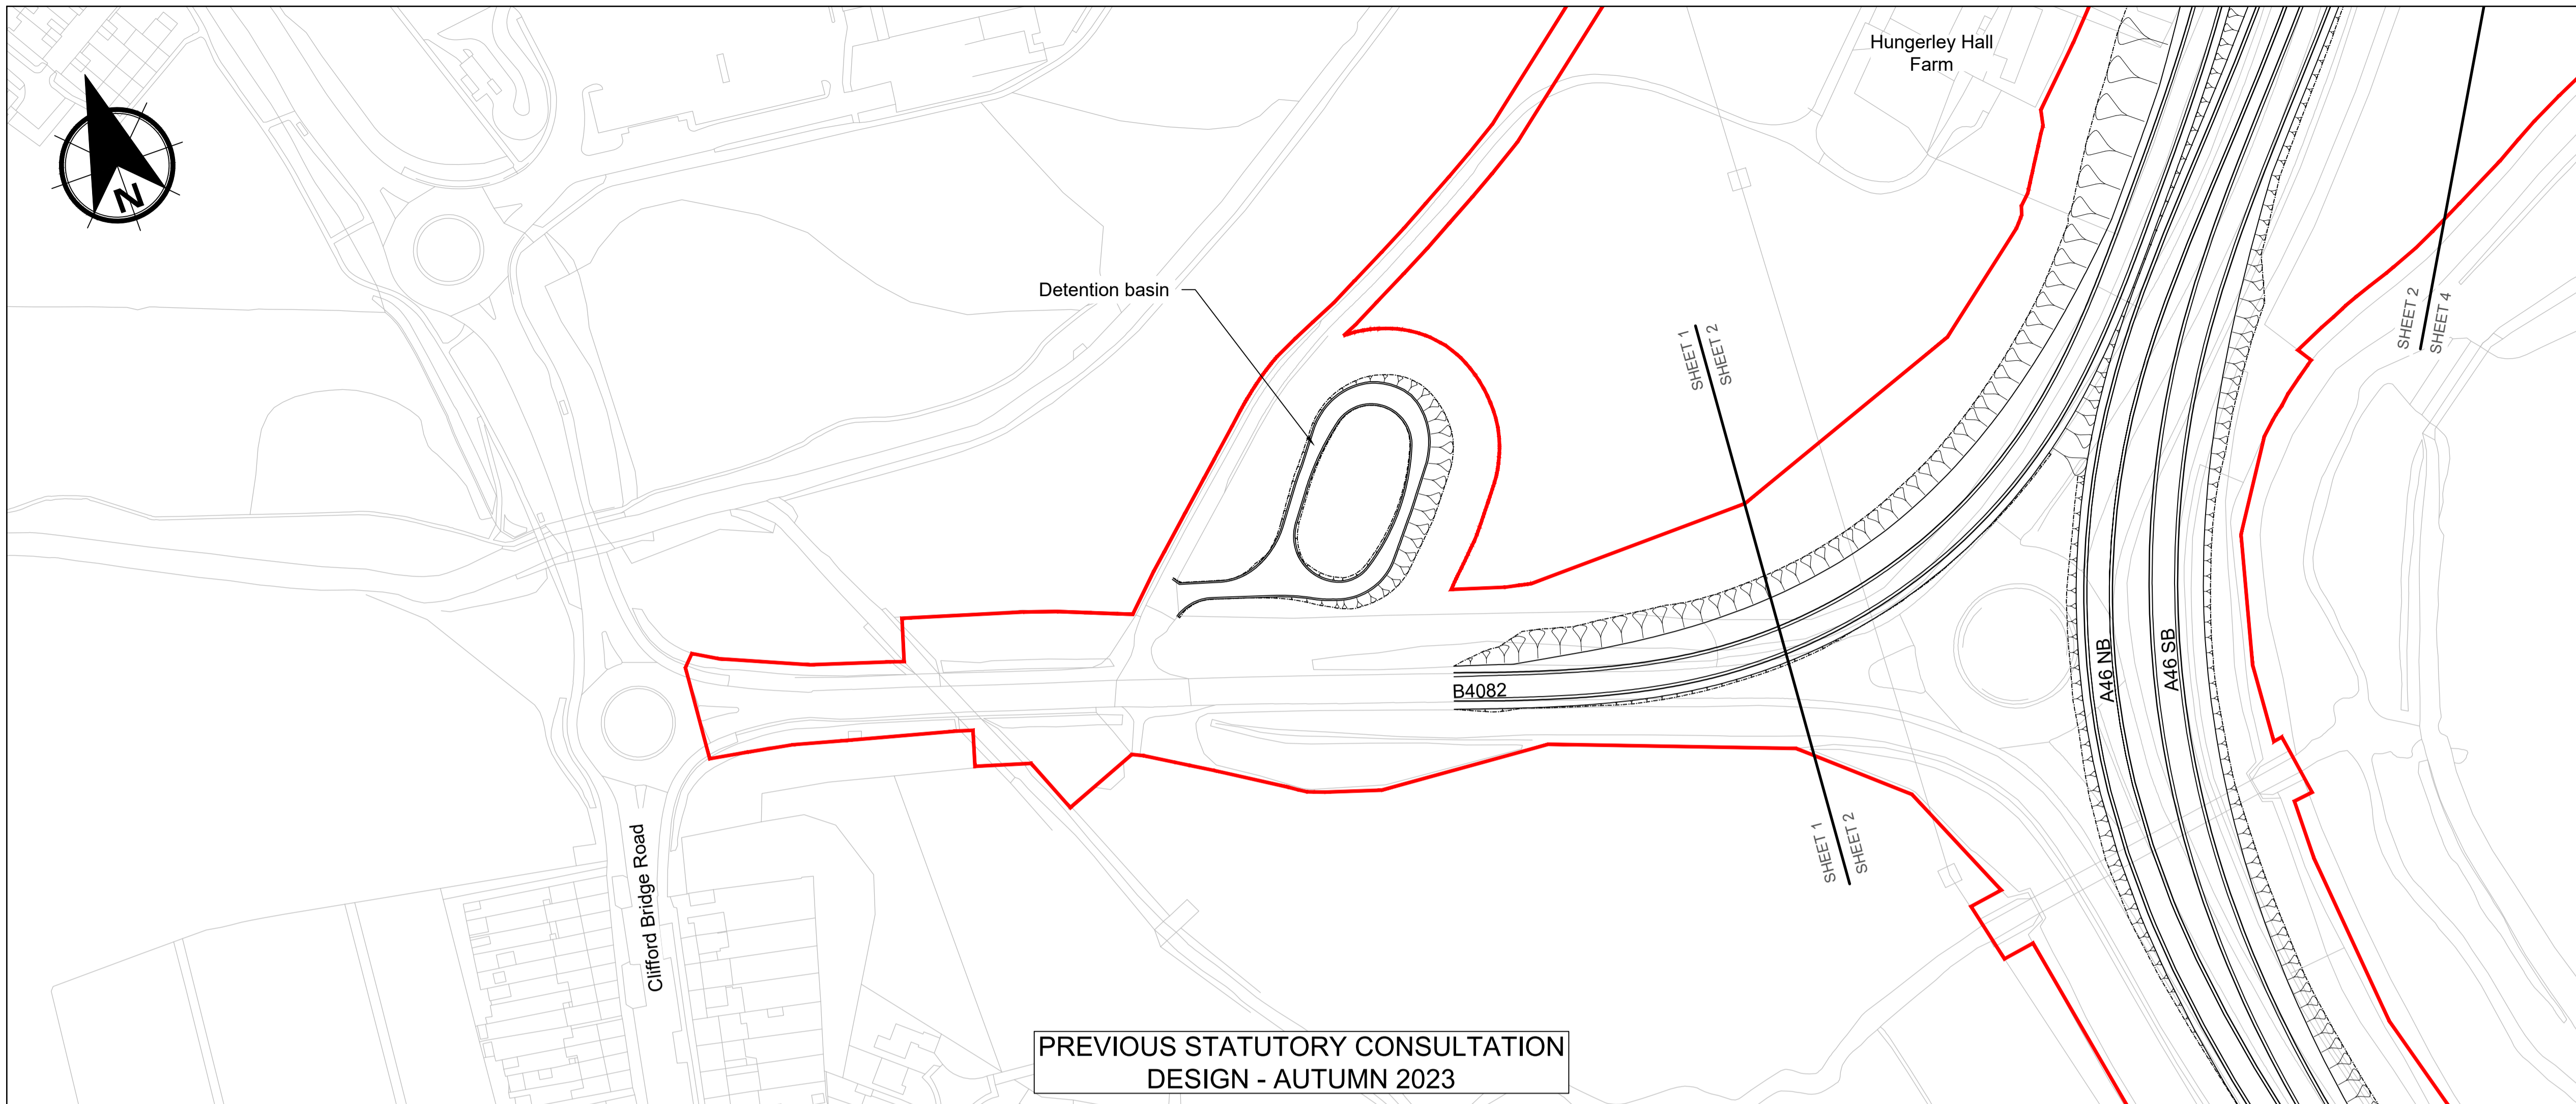 Hungerley Hall
Farm
N
Detention basin
SHEET 1
SHEET 2
SHEET 2
SHEET 4
B4082
A46 NB
A46 SB
SHEET 1
SHEET 2
Clifford Bridge Road
PREVIOUS STATUTORY CONSULTATION
DESIGN - AUTUMN 2023